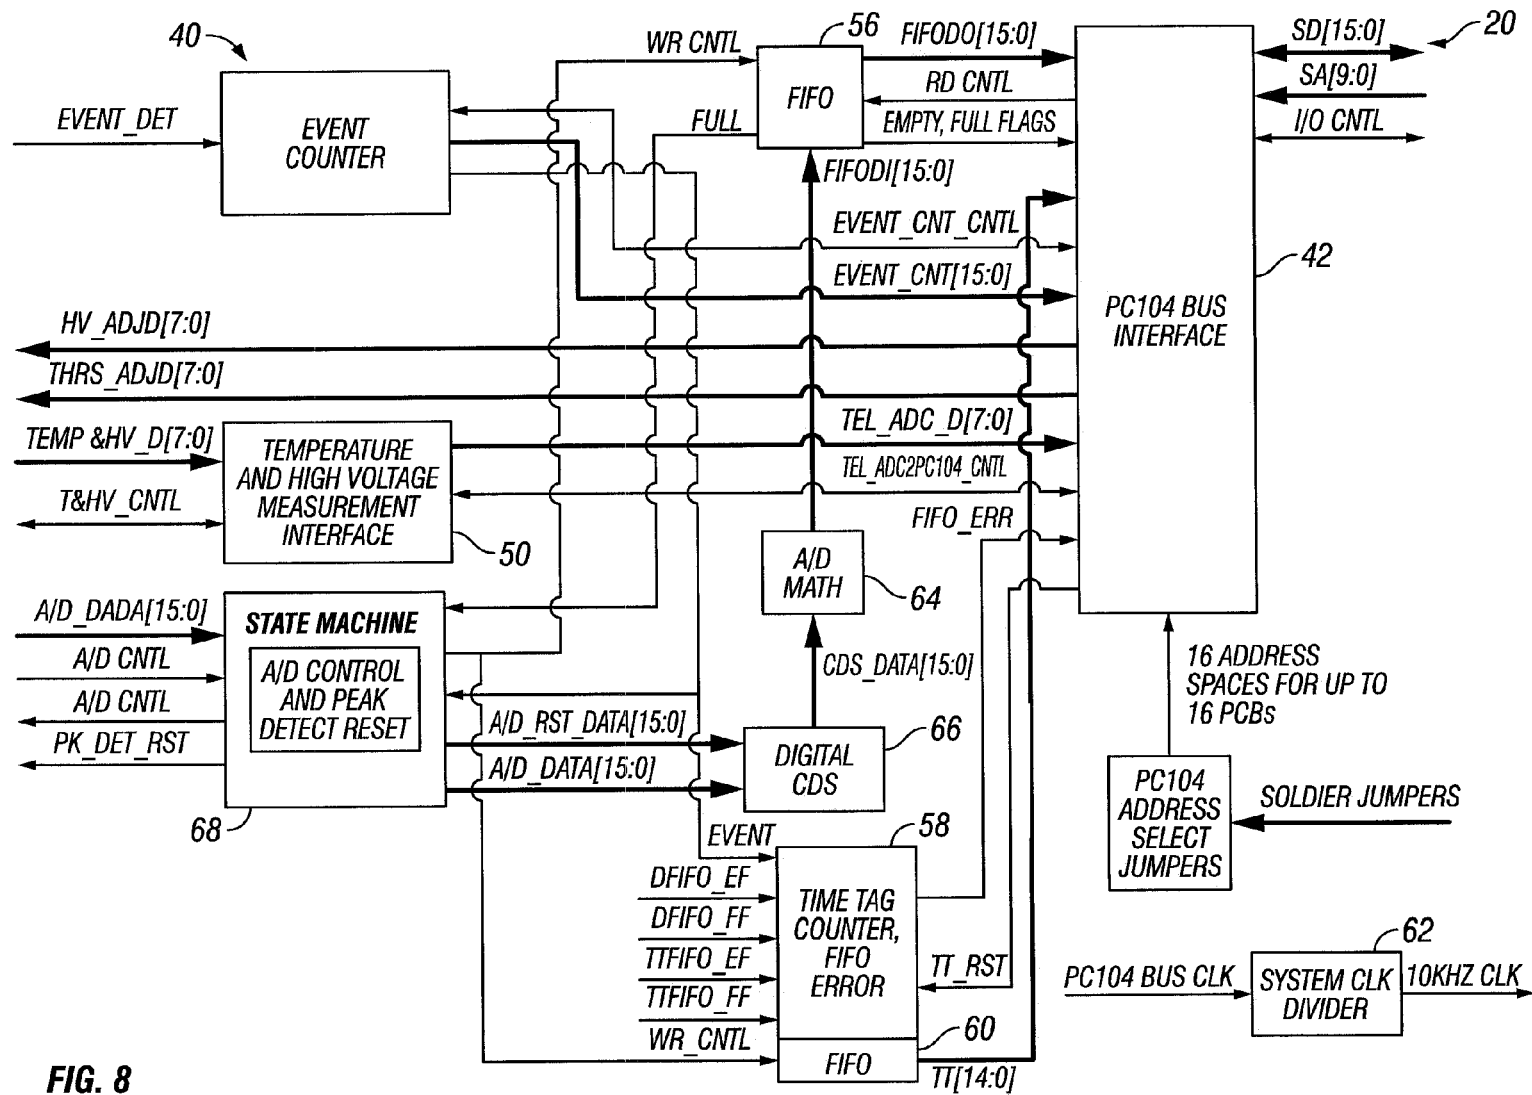 40
EVENT_DET
EVENT
COUNTER
WR CNTL
FULL
56
FIFO
FIFODO[15:0]
RD CNTL
EMPTY, FULL FLAGS
FIFODI[15:0]
EVENT_CNT_CNTL
EVENT_CNT[15:0]
SD[15:0]
20
SA[9:0]
I/O CNTL
42
PC104 BUS
INTERFACE
HV_ADJD[7:0]
THRS_ADJD[7:0]
TEMP &HV_D[7:0]
T&HV_CNTL
TEMPERATURE
AND HIGH VOLTAGE
MEASUREMENT
INTERFACE
50
TEL_ADC_D[7:0]
TEL_ADC2PC104_CNTL
FIFO_ERR
A/D
MATH
64
A/D_DADA[15:0]
A/D CNTL
A/D CNTL
PK_DET_RST
STATE MACHINE
A/D CONTROL
AND PEAK
DETECT RESET
68
CDS_DATA[15:0]
A/D_RST_DATA[15:0]
A/D_DATA[15:0]
DIGITAL
CDS
66
16 ADDRESS
SPACES FOR UP TO
16 PCBs
PC104
ADDRESS
SELECT
JUMPERS
SOLDIER JUMPERS
EVENT
DFIFO_EF
DFIFO_FF
TTFIFO_EF
TTFIFO_FF
WR_CNTL
58
TIME TAG
COUNTER,
FIFO
ERROR
TT_RST
60
FIFO
TT[14:0]
PC104 BUS CLK
SYSTEM CLK
DIVIDER
62
10KHZ CLK
FIG. 8